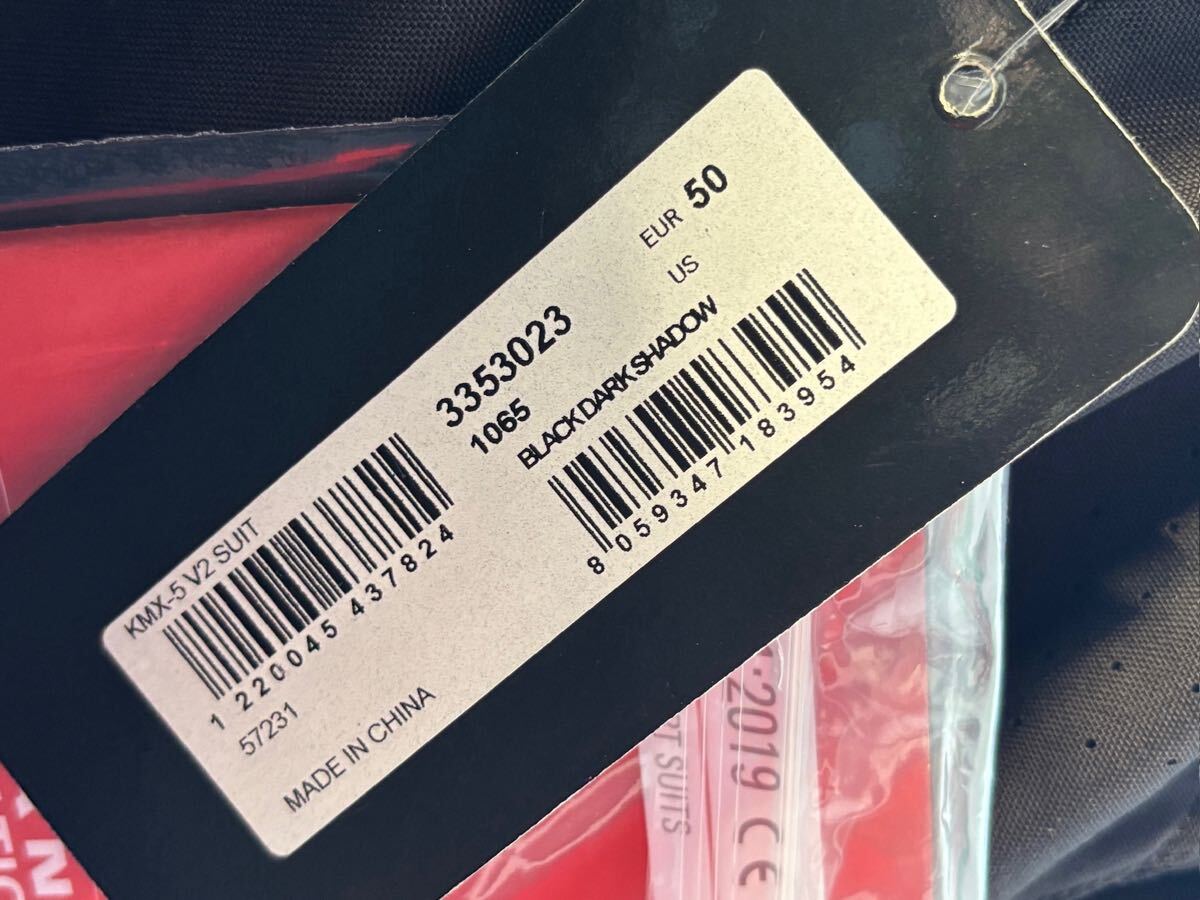 EUR 50
US
3353023
1065
BLACK DARK SHADOW
8 059347 183954
KMX-5 V2 SUIT
1 220045 437824
57231
MADE IN CHINA
:2019 CE
SUITS
N